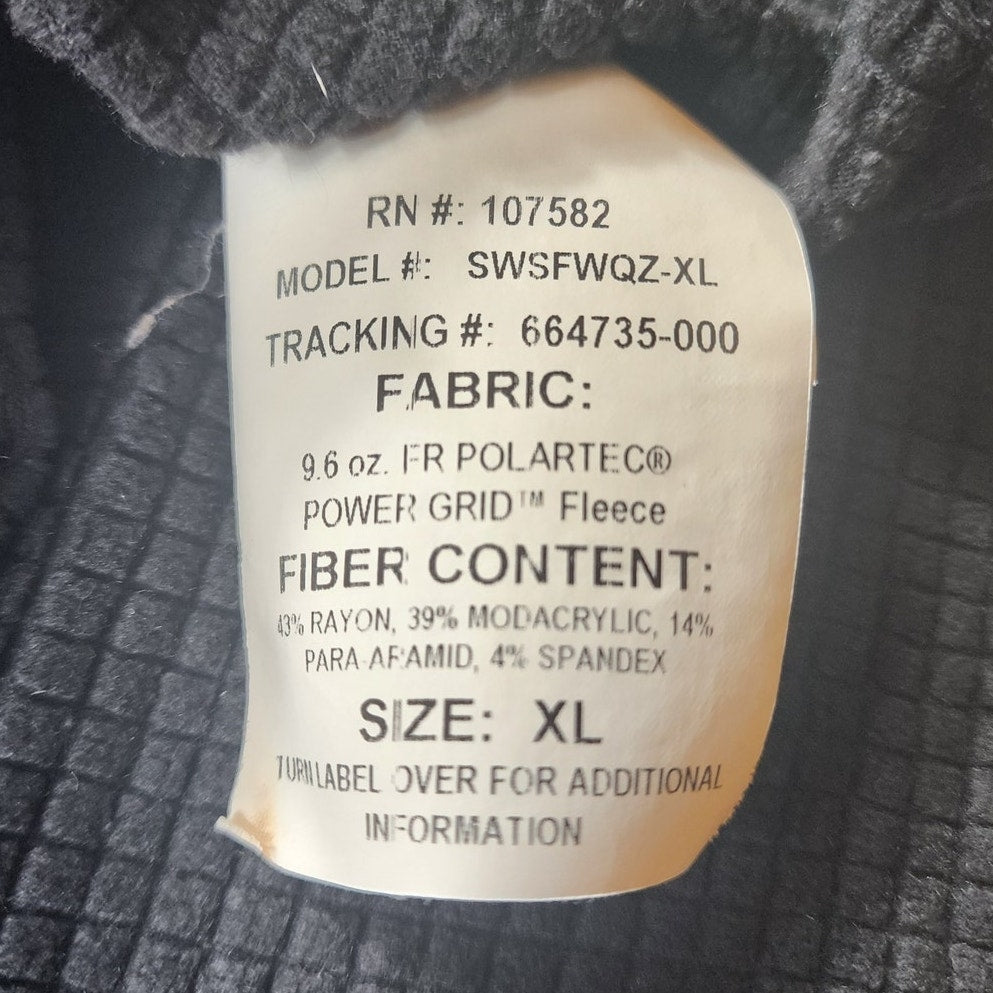 RN #: 107582
MODEL #: SWSFWQZ-XL
TRACKING #: 664735-000
FABRIC:
9.6 oz. FR POLARTEC®
POWER GRID™ Fleece
FIBER CONTENT:
43% RAYON, 39% MODACRYLIC, 14%
PARA-ARAMID, 4% SPANDEX
SIZE: XL
TURN LABEL OVER FOR ADDITIONAL
INFORMATION